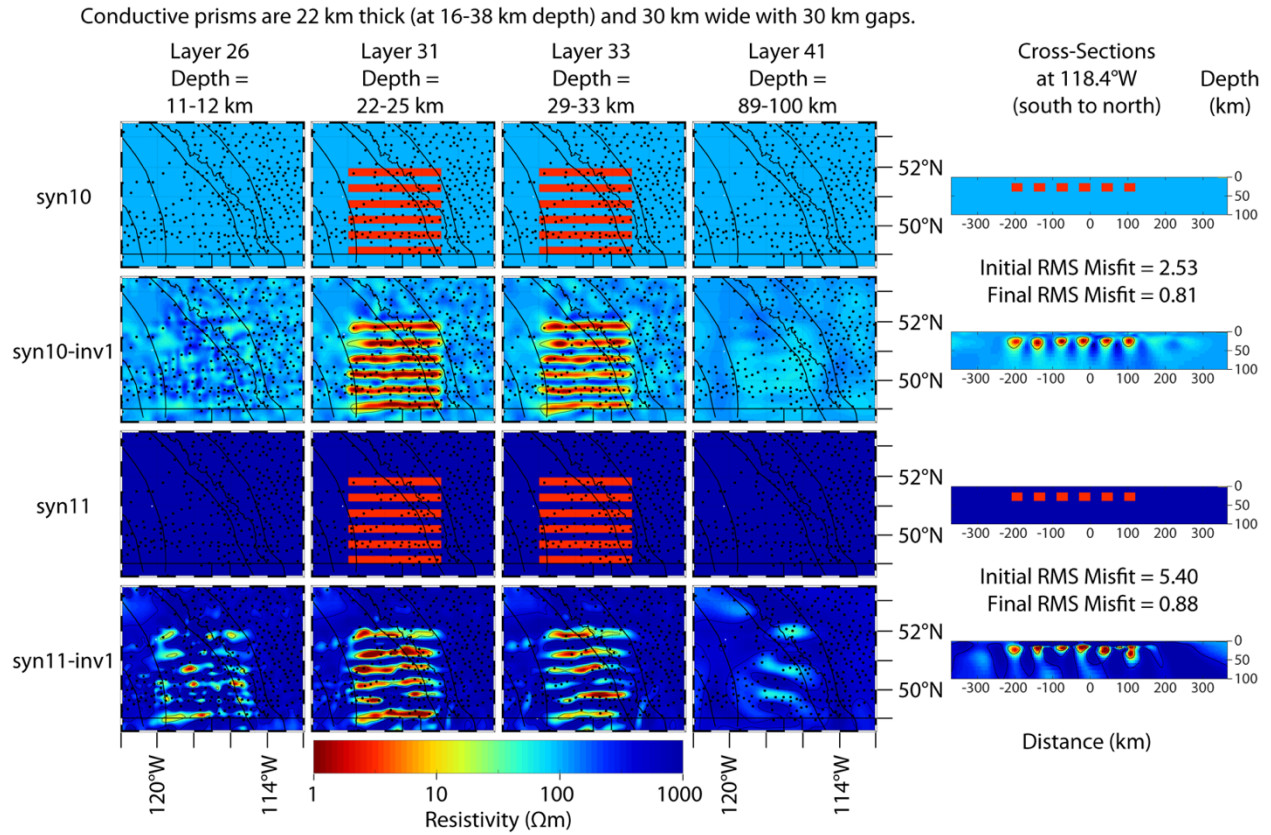 Conductive prisms are 22 km thick (at 16-38 km depth) and 30 km wide with 30 km gaps.
Layer 26
Depth =
11-12 km
Layer 31
Depth =
22-25 km
Layer 33
Depth =
29-33 km
Layer 41
Depth =
89-100 km
Cross-Sections
at 118.4°W
(south to north)
Depth
(km)
syn10
52°N
50°N
0
50
100
-300 -200 -100 0 100 200 300
Initial RMS Misfit = 2.53
Final RMS Misfit = 0.81
syn10-inv1
52°N
50°N
0
50
100
-300 -200 -100 0 100 200 300
syn11
52°N
50°N
0
50
100
-300 -200 -100 0 100 200 300
Initial RMS Misfit = 5.40
Final RMS Misfit = 0.88
syn11-inv1
52°N
50°N
0
50
100
-300 -200 -100 0 100 200 300
Distance (km)
120°W
114°W
1 10 100 1000
Resistivity (Ωm)
120°W
114°W